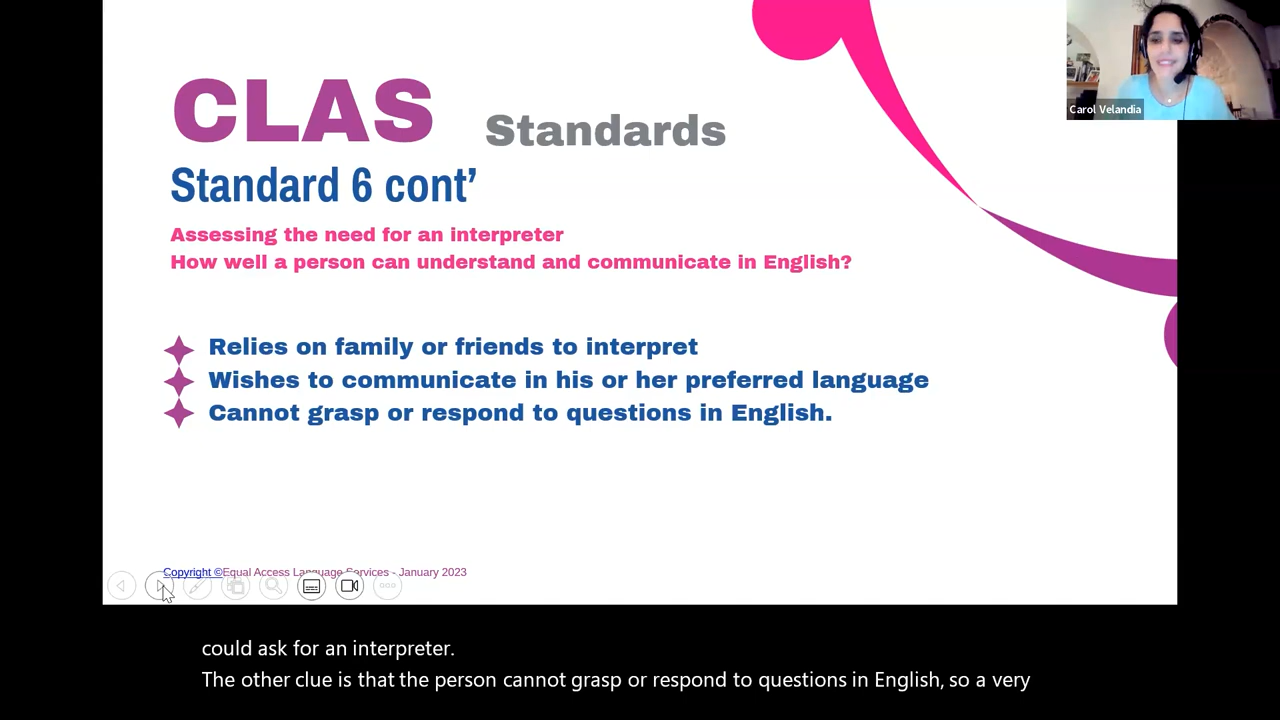 CLAS Standards
Carol Velandia
Standard 6 cont’
Assessing the need for an interpreter
How well a person can understand and communicate in English?
Relies on family or friends to interpret
Wishes to communicate in his or her preferred language
Cannot grasp or respond to questions in English.
Copyright ©Equal Access Language Services - January 2023
could ask for an interpreter.
The other clue is that the person cannot grasp or respond to questions in English, so a very